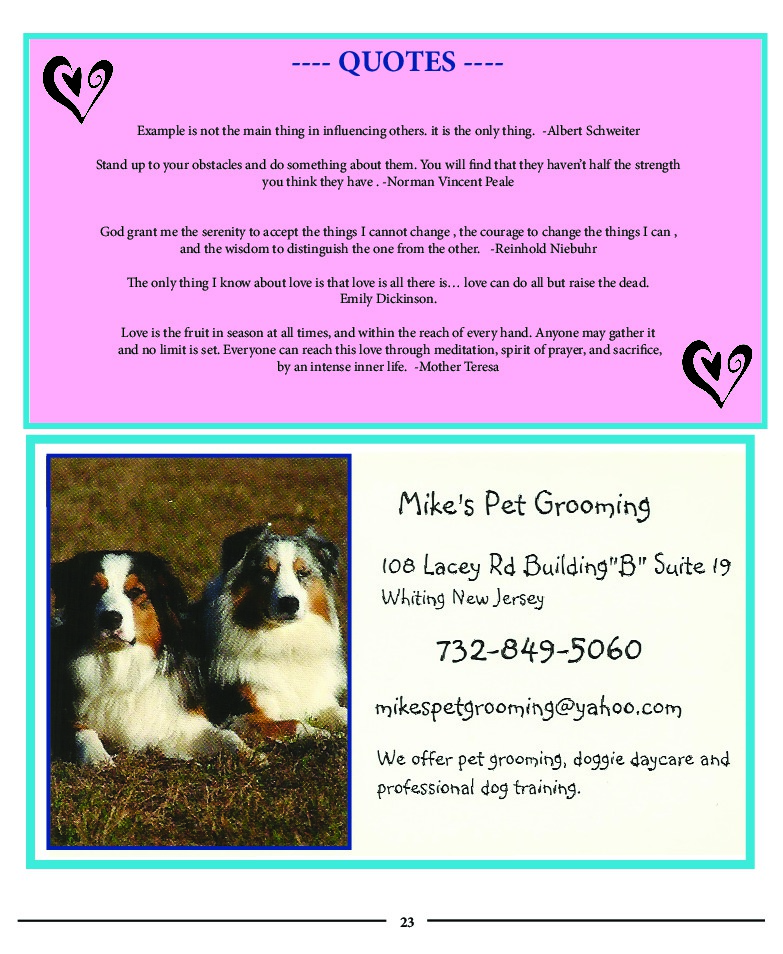 ---- QUOTES ----
Example is not the main thing in influencing others. it is the only thing.  -Albert Schweiter
Stand up to your obstacles and do something about them. You will find that they haven't half the strength
you think they have . -Norman Vincent Peale
God grant me the serenity to accept the things I cannot change , the courage to change the things I can ,
and the wisdom to distinguish the one from the other.   -Reinhold Niebuhr
The only thing I know about love is that love is all there is… love can do all but raise the dead.
Emily Dickinson.
Love is the fruit in season at all times, and within the reach of every hand. Anyone may gather it
and no limit is set. Everyone can reach this love through meditation, spirit of prayer, and sacrifice,
by an intense inner life.  -Mother Teresa
Mike's Pet Grooming
108 Lacey Rd Building"B" Suite 19
Whiting New Jersey
732-849-5060
mikespetgrooming@yahoo.com
We offer pet grooming, doggie daycare and
professional dog training.
23